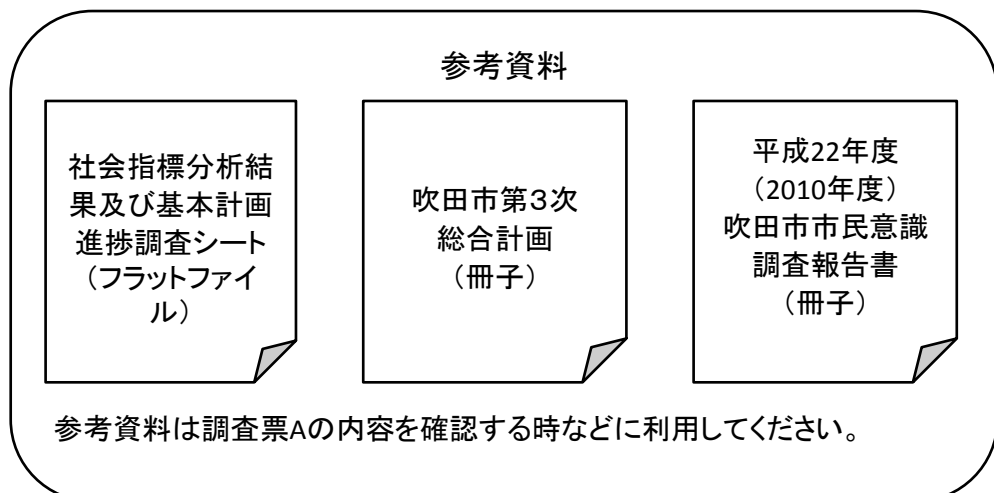 参考資料
社会指標分析結
果及び基本計画
進捗調査シート
（フラットファイ
ル）
吹田市第３次
総合計画
（冊子）
平成22年度
（2010年度）
吹田市市民意識
調査報告書
（冊子）
参考資料は調査票Aの内容を確認する時などに利用してください。